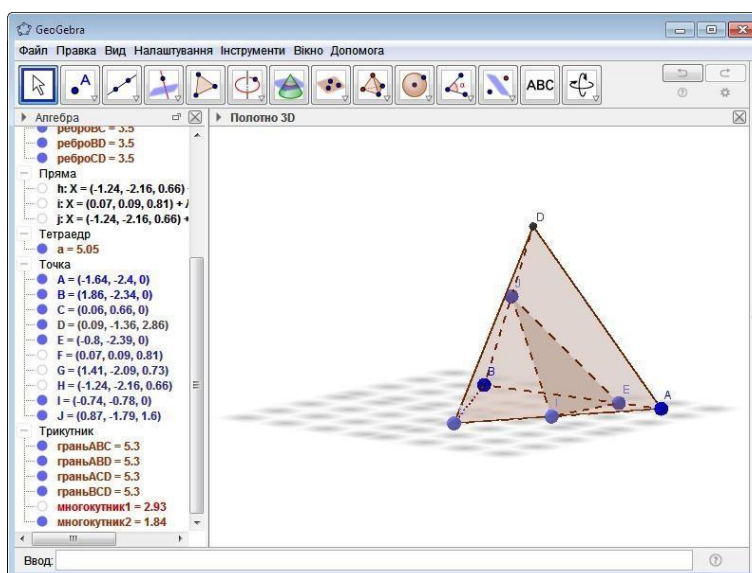 GeoGebra
Файл Правка Вид Налаштування Інструменти Вікно Допомога
A
α
ABC
Алгебра
Полотно 3D
реброBC = 3.5
реброBD = 3.5
реброCD = 3.5
Пряма
h: X = (-1.24, -2.16, 0.66)
i: X = (0.07, 0.09, 0.81) + λ
j: X = (-1.24, -2.16, 0.66) +
Тетраедр
a = 5.05
Точка
A = (-1.64, -2.4, 0)
B = (1.86, -2.34, 0)
C = (0.06, 0.66, 0)
D = (0.09, -1.36, 2.86)
E = (-0.8, -2.39, 0)
F = (0.07, 0.09, 0.81)
G = (1.41, -2.09, 0.73)
H = (-1.24, -2.16, 0.66)
I = (-0.74, -0.78, 0)
J = (0.87, -1.79, 1.6)
Трикутник
граньABC = 5.3
граньABD = 5.3
граньACD = 5.3
граньBCD = 5.3
многокутник1 = 2.93
многокутник2 = 1.84
D
J
B
E
A
I
Ввод: